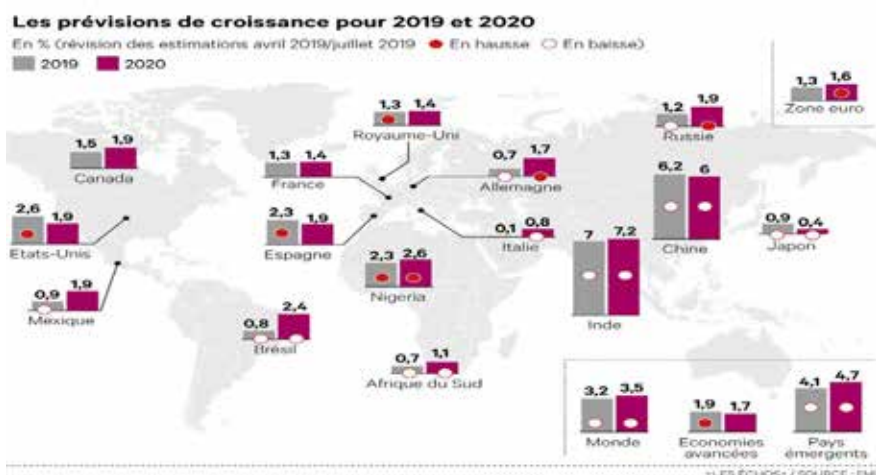 Les prévisions de croissance pour 2019 et 2020
En % (révision des estimations avril 2019/juillet 2019 En hausse En baisse)
2019 2020
1,3 1,6
Zone euro
1,3 1,4
Royaume-Uni
1,2 1,9
Russie
1,5 1,9
Canada
1,3 1,4
France
0,7 1,7
Allemagne
6,2 6
Chine
2,6 1,9
Etats-Unis
2,3 1,9
Espagne
0,1 0,8
Italie
0,9 0,4
Japon
7 7,2
Inde
2,3 2,6
Nigeria
0,9 1,9
Mexique
0,8 2,4
Brésil
0,7 1,1
Afrique du Sud
3,2 3,5
Monde
1,9 1,7
Economies
avancées
4,1 4,7
Pays
émergents
«LES ÉCHOS» / SOURCE : FMI